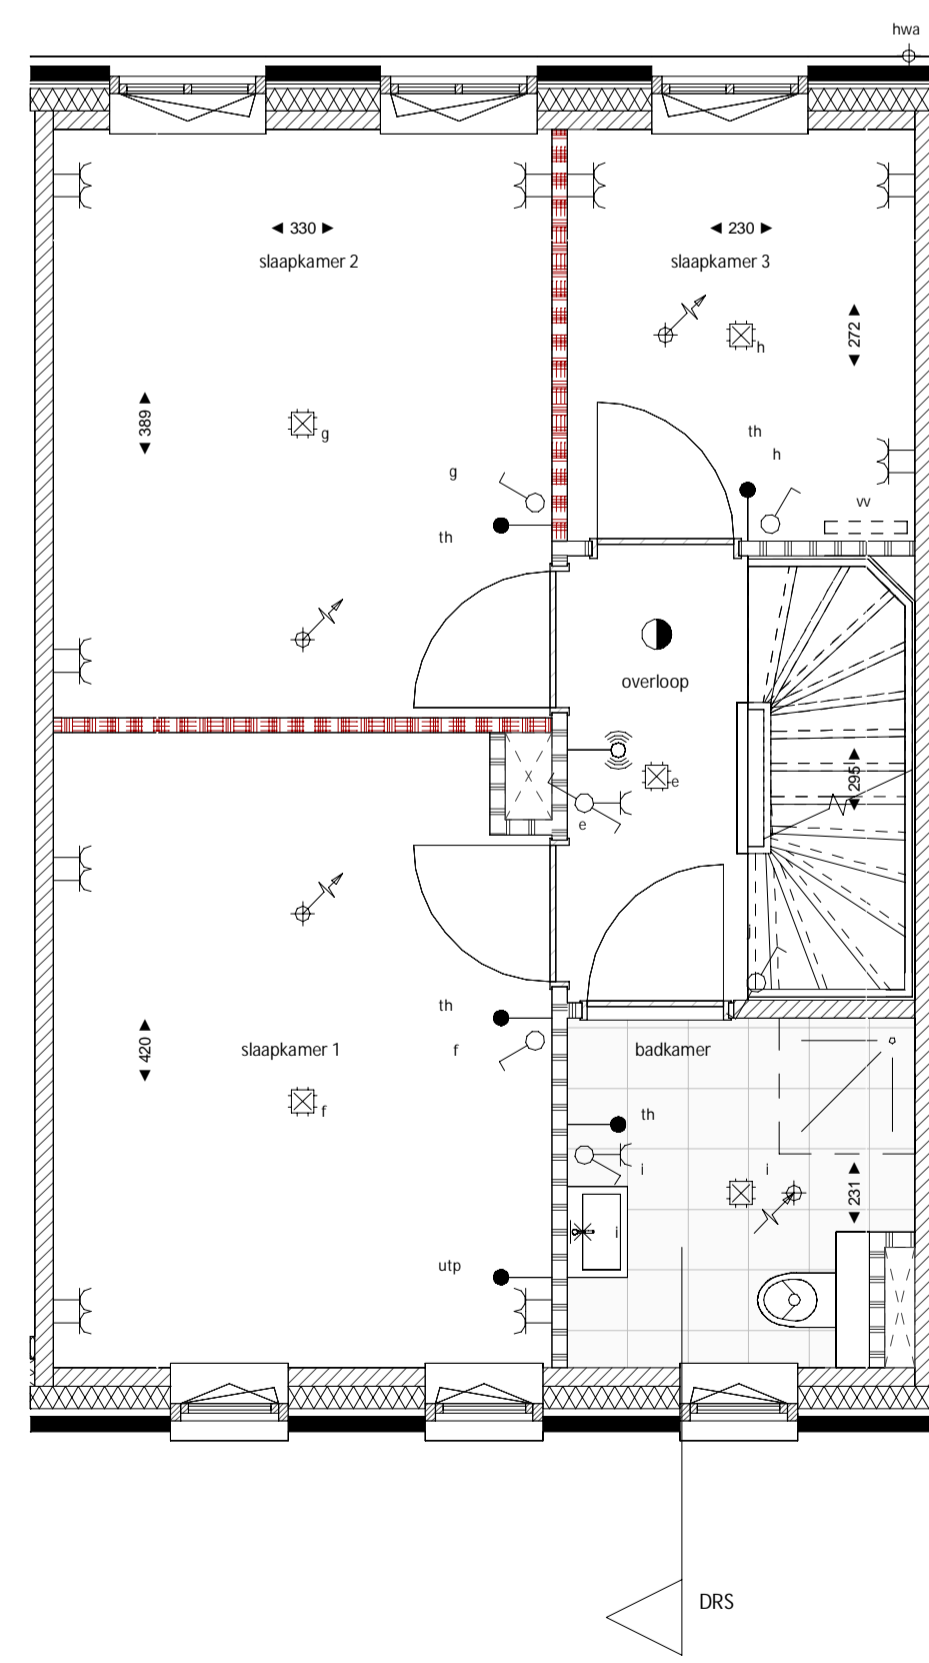 hwa
330
230
slaapkamer 2
slaapkamer 3
272
h
389
g
th
h
g
vv
th
overloop
e
295
e
th
f
420
slaapkamer 1
badkamer
f
th
i
i
231
i
utp
DRS